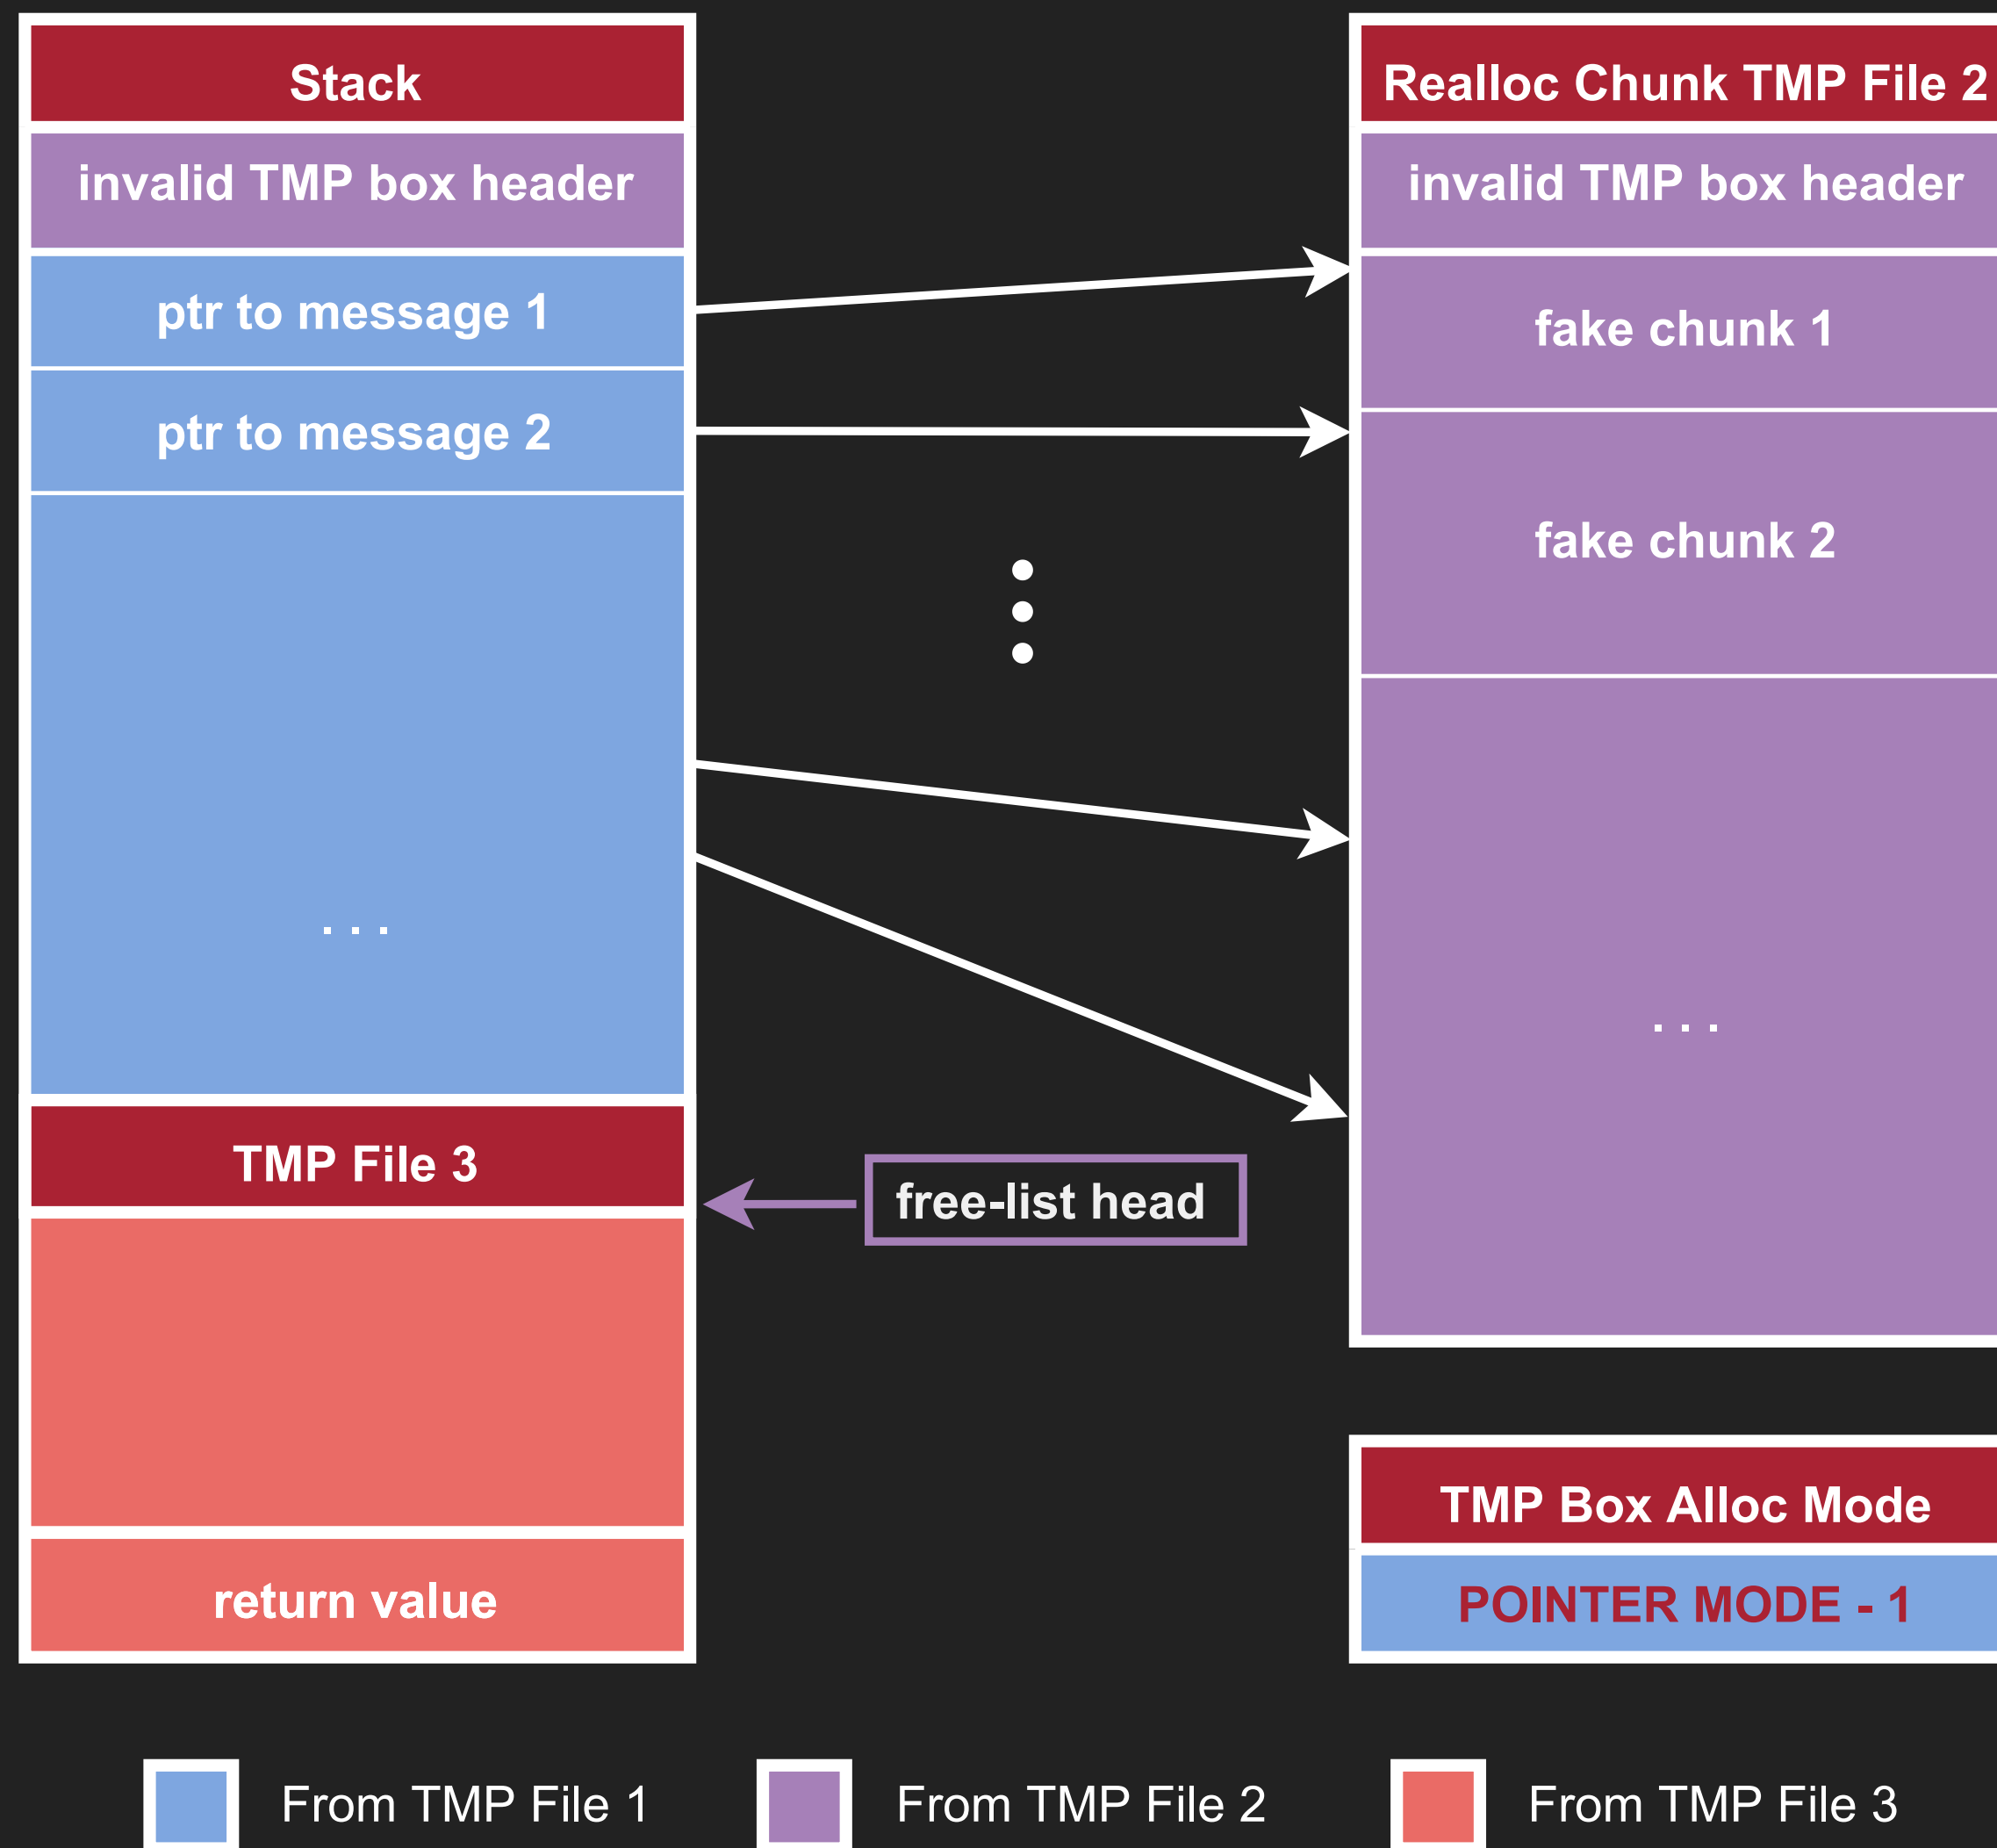 Stack
invalid TMP box header
ptr to message 1
ptr to message 2
. . .
TMP File 3
return value
free-list head
Realloc Chunk TMP File 2
invalid TMP box header
fake chunk 1
fake chunk 2
. . .
TMP Box Alloc Mode
POINTER MODE - 1
From TMP File 1
From TMP File 2
From TMP File 3